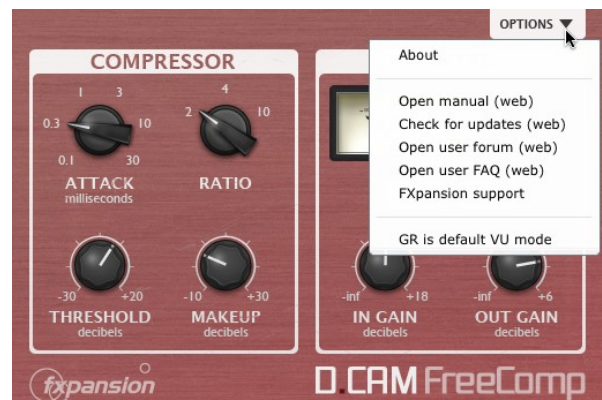 OPTIONS
About
Open manual (web)
Check for updates (web)
Open user forum (web)
Open user FAQ (web)
FXpansion support
GR is default VU mode
COMPRESSOR
1 3
0.3 10
0.1 30
ATTACK
milliseconds
4
2 10
RATIO
-30 +20
THRESHOLD
decibels
-10 +30
MAKEUP
decibels
-inf +18
IN GAIN
decibels
-inf +6
OUT GAIN
decibels
fxpansion
D.CAM FreeComp